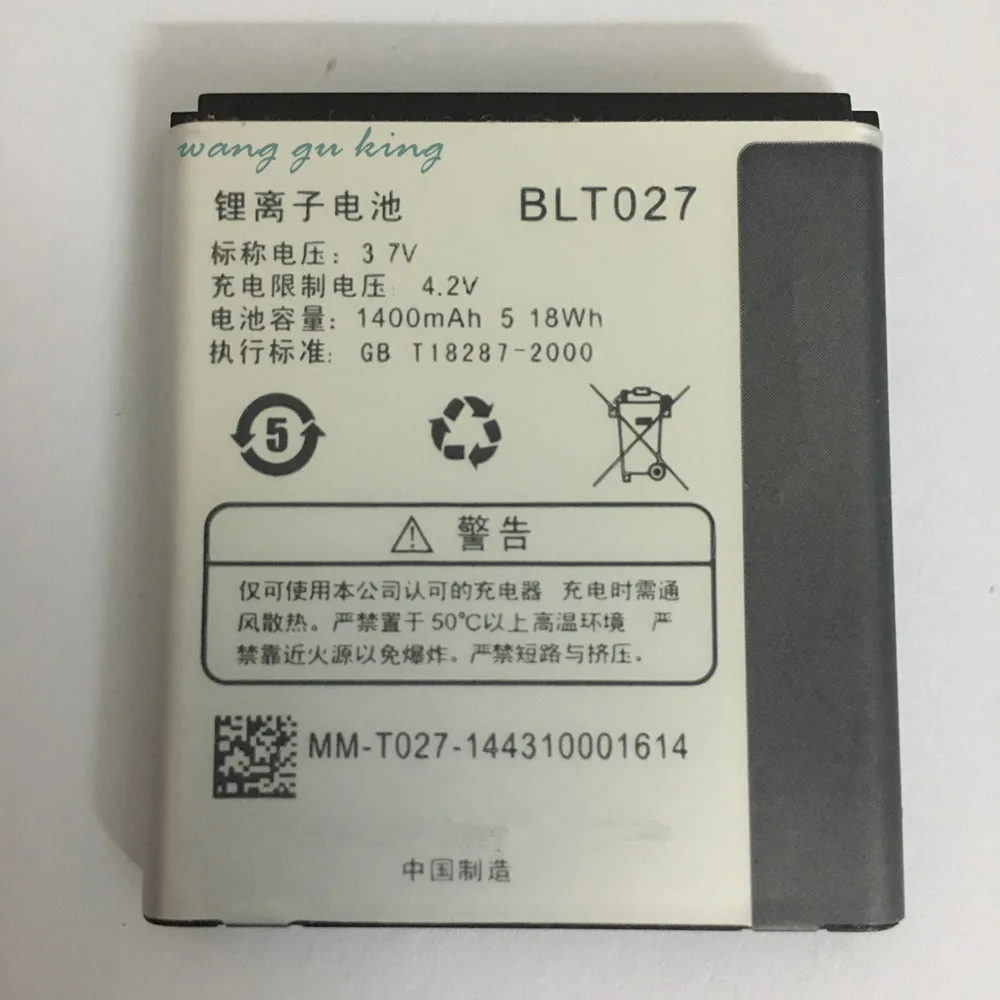 wang gu king
锂离子电池 BLT027
标称电压: 3 7V
充电限制电压: 4.2V
电池容量: 1400mAh 5 18Wh
执行标准: GB T18287-2000
5
警告
仅可使用本公司认可的充电器 充电时需通
风散热。严禁置于50℃以上高温环境 严
禁靠近火源以免爆炸。严禁短路与挤压。
MM-T027-144310001614
中国制造